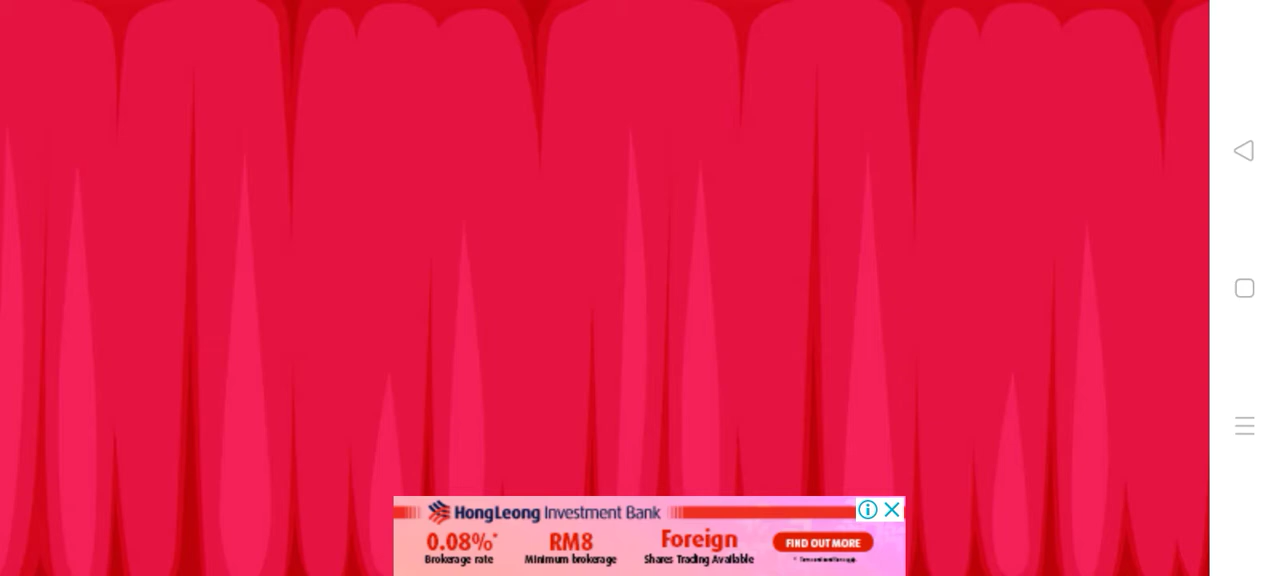 HongLeong Investment Bank
0.08%* RM8 Foreign FIND OUT MORE
Brokerage rate Minimum brokerage Shares Trading Available